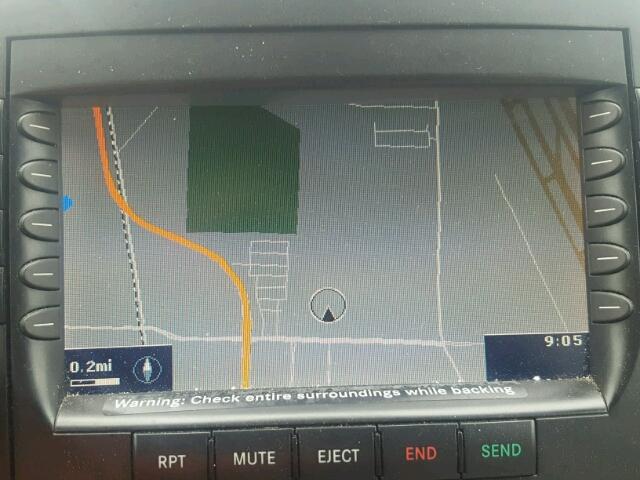 9:05
0.2mi
Warning: Check entire surroundings while backing
RPT MUTE EJECT END SEND